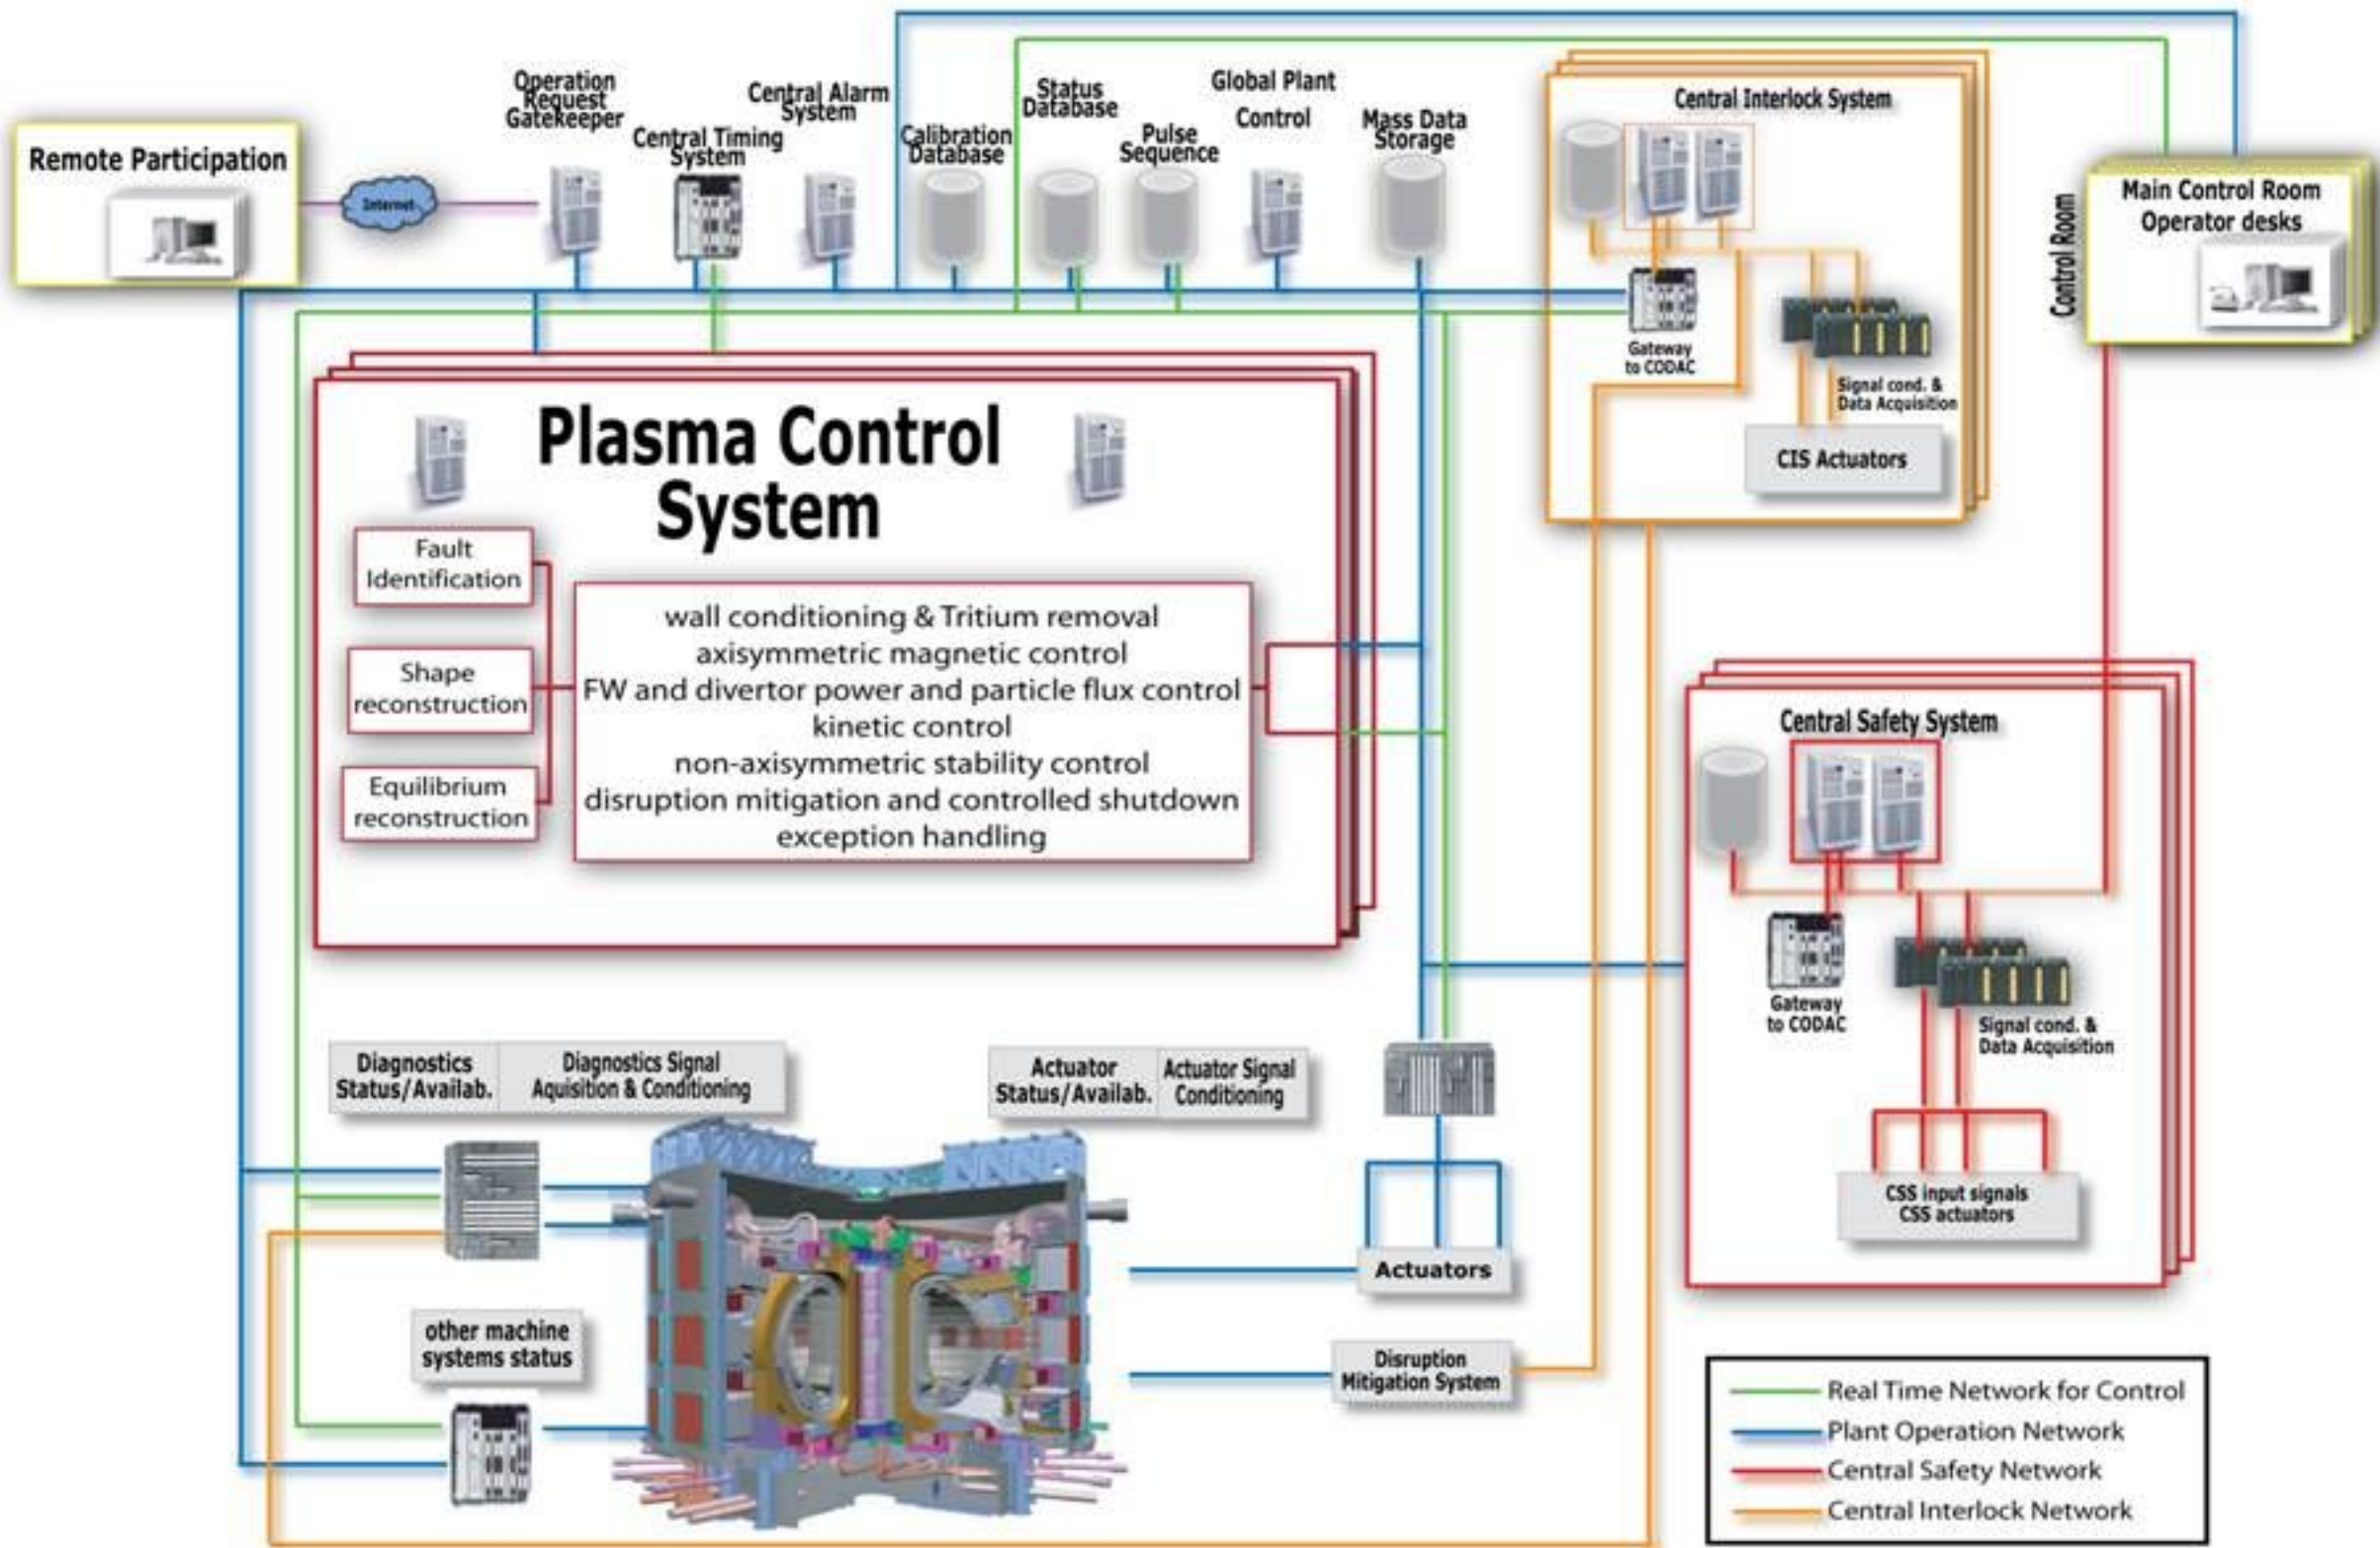 Remote Participation
Internet
Operation
Request
Gatekeeper
Central Timing
System
Central Alarm
System
Calibration
Database
Status
Database
Pulse
Sequence
Global Plant
Control
Mass Data
Storage
Central Interlock System
Gateway
to CODAC
Signal cond. &
Data Acquisition
CIS Actuators
Control Room
Main Control Room
Operator desks
Plasma Control
System
Fault
Identification
Shape
reconstruction
Equilibrium
reconstruction
wall conditioning & Tritium removal
axisymmetric magnetic control
FW and divertor power and particle flux control
kinetic control
non-axisymmetric stability control
disruption mitigation and controlled shutdown
exception handling
Central Safety System
Gateway
to CODAC
Signal cond. &
Data Acquisition
CSS input signals
CSS actuators
Diagnostics
Status/Availab.
Diagnostics Signal
Aquisition & Conditioning
Actuator
Status/Availab.
Actuator Signal
Conditioning
Actuators
other machine
systems status
Disruption
Mitigation System
Real Time Network for Control
Plant Operation Network
Central Safety Network
Central Interlock Network